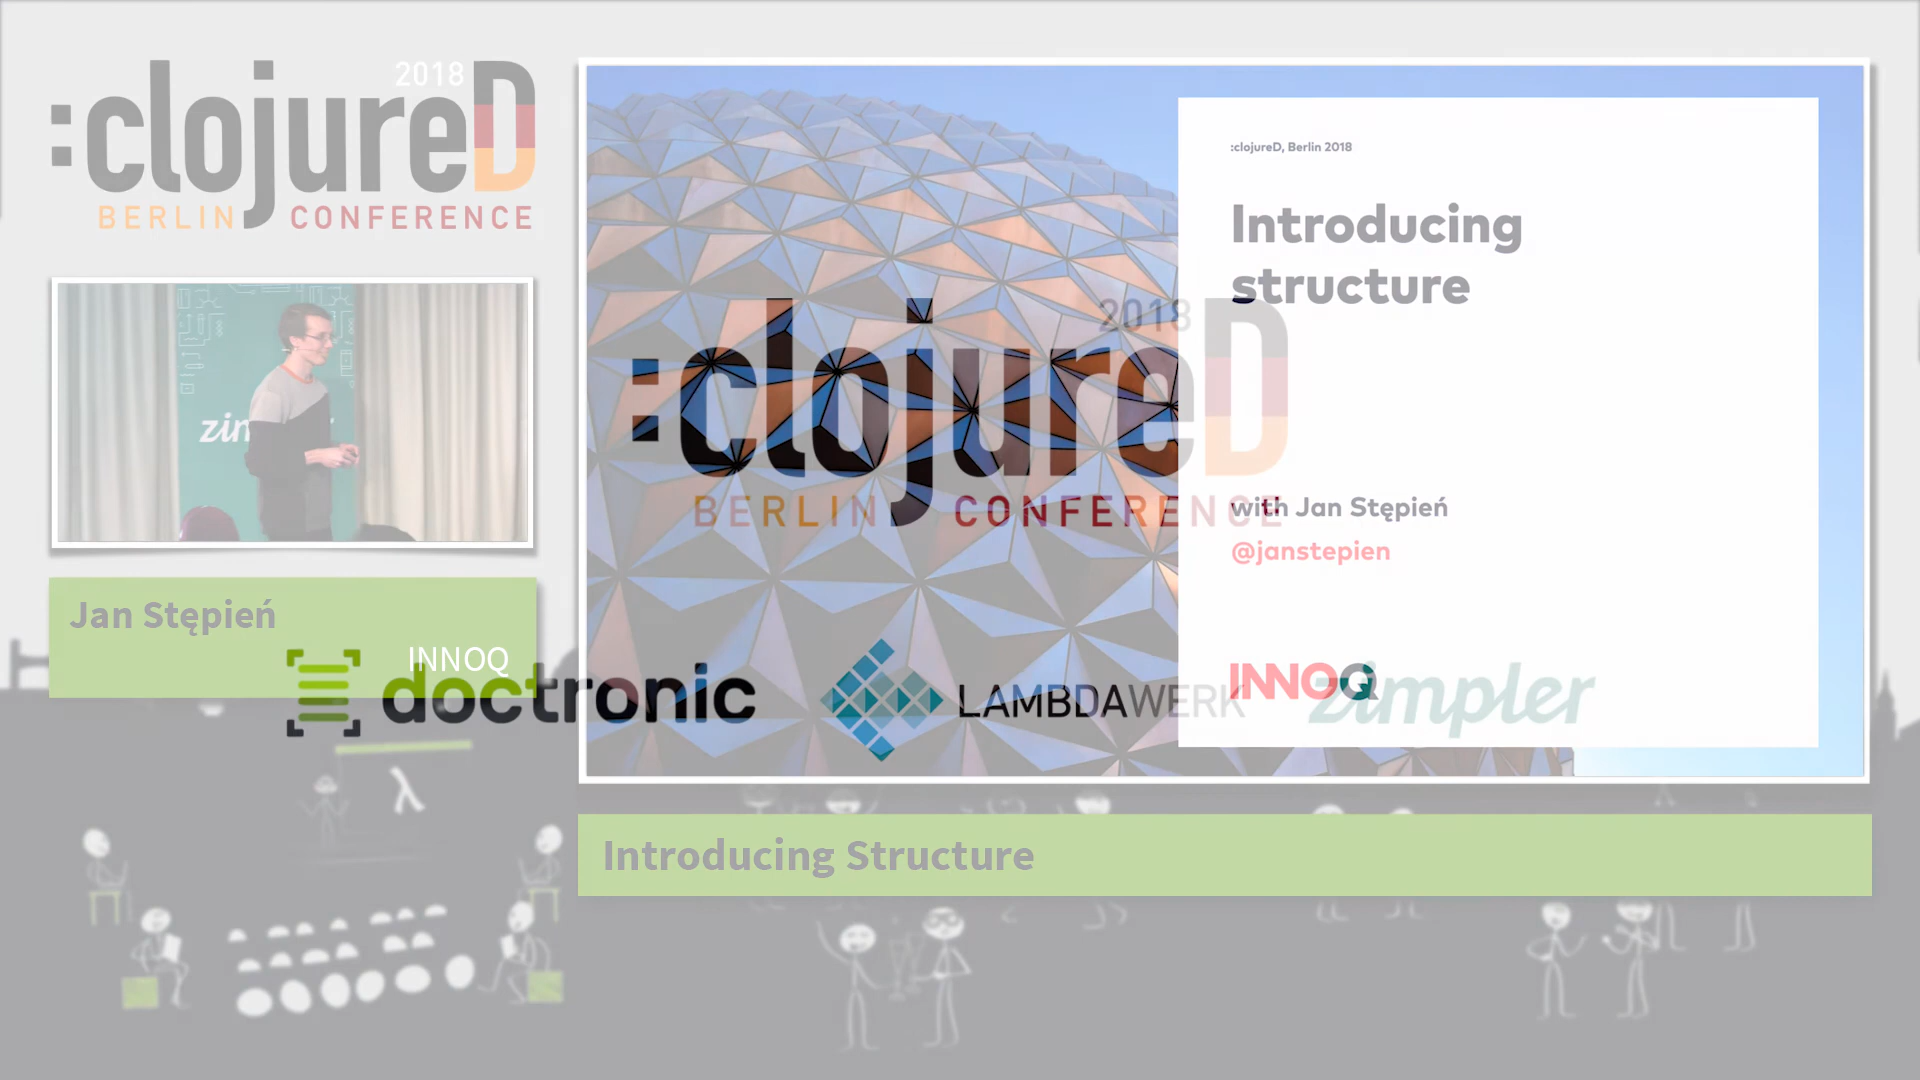 2018
:clojureD
BERLIN CONFERENCE
:clojureD, Berlin 2018
Introducing
structure
with Jan Stępień
@janstepien
INNOQ
2018
:clojureD
BERLIN CONFERENCE
zim
Jan Stępień
INNOQ
doctronic
LAMBDAWERK
zimpler
λ
Introducing Structure